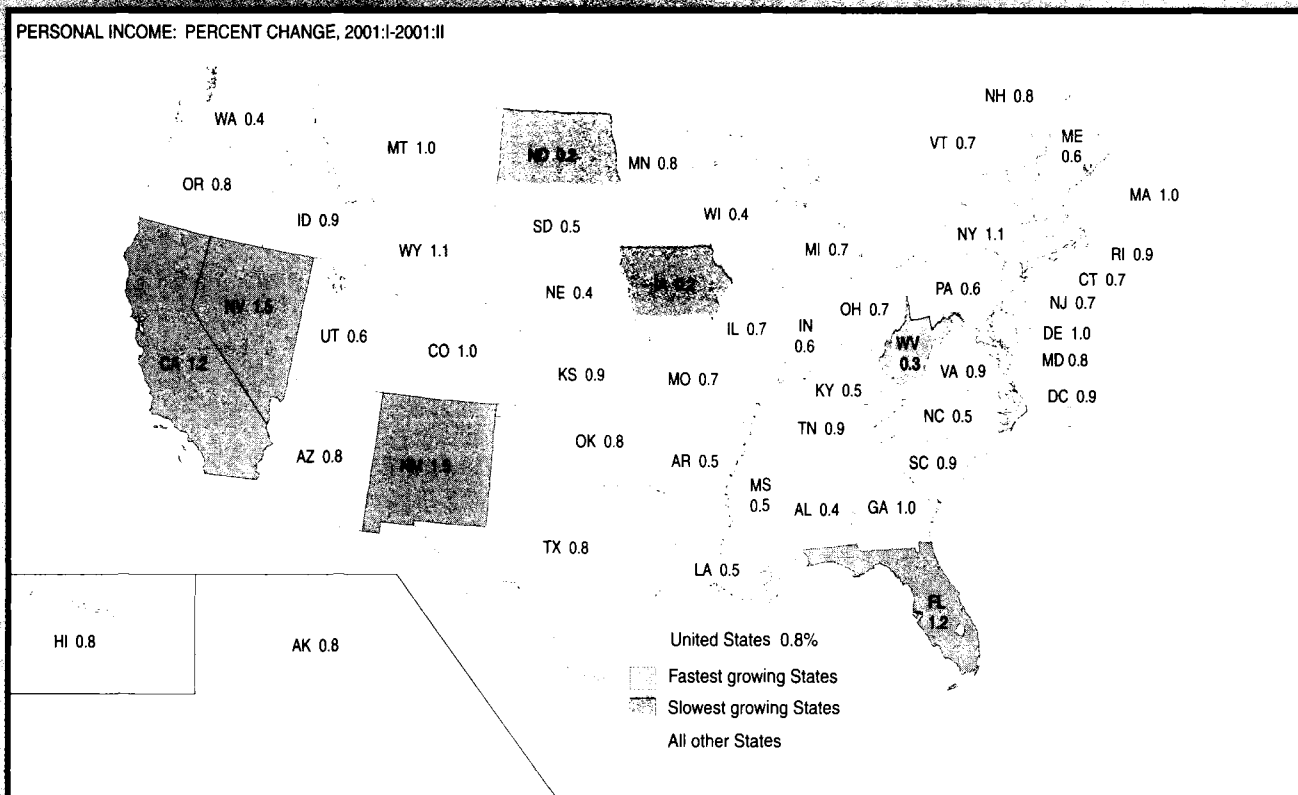 PERSONAL INCOME: PERCENT CHANGE, 2001:I-2001:II
NH 0.8
WA 0.4
MT 1.0
ND 0.2
MN 0.8
VT 0.7
ME
0.6
OR 0.8
ID 0.9
SD 0.5
WI 0.4
MA 1.0
WY 1.1
MI 0.7
NY 1.1
RI 0.9
NV 1.5
NE 0.4
IA 0.2
PA 0.6
CT 0.7
NJ 0.7
UT 0.6
CO 1.0
IL 0.7
IN
0.6
OH 0.7
WV
0.3
DE 1.0
MD 0.8
CA 1.2
KS 0.9
MO 0.7
KY 0.5
VA 0.9
DC 0.9
NC 0.5
TN 0.9
OK 0.8
AZ 0.8
NM
AR 0.5
SC 0.9
MS
0.5
AL 0.4
GA 1.0
TX 0.8
LA 0.5
FL
1.2
HI 0.8
AK 0.8
United States 0.8%
Fastest growing States
Slowest growing States
All other States